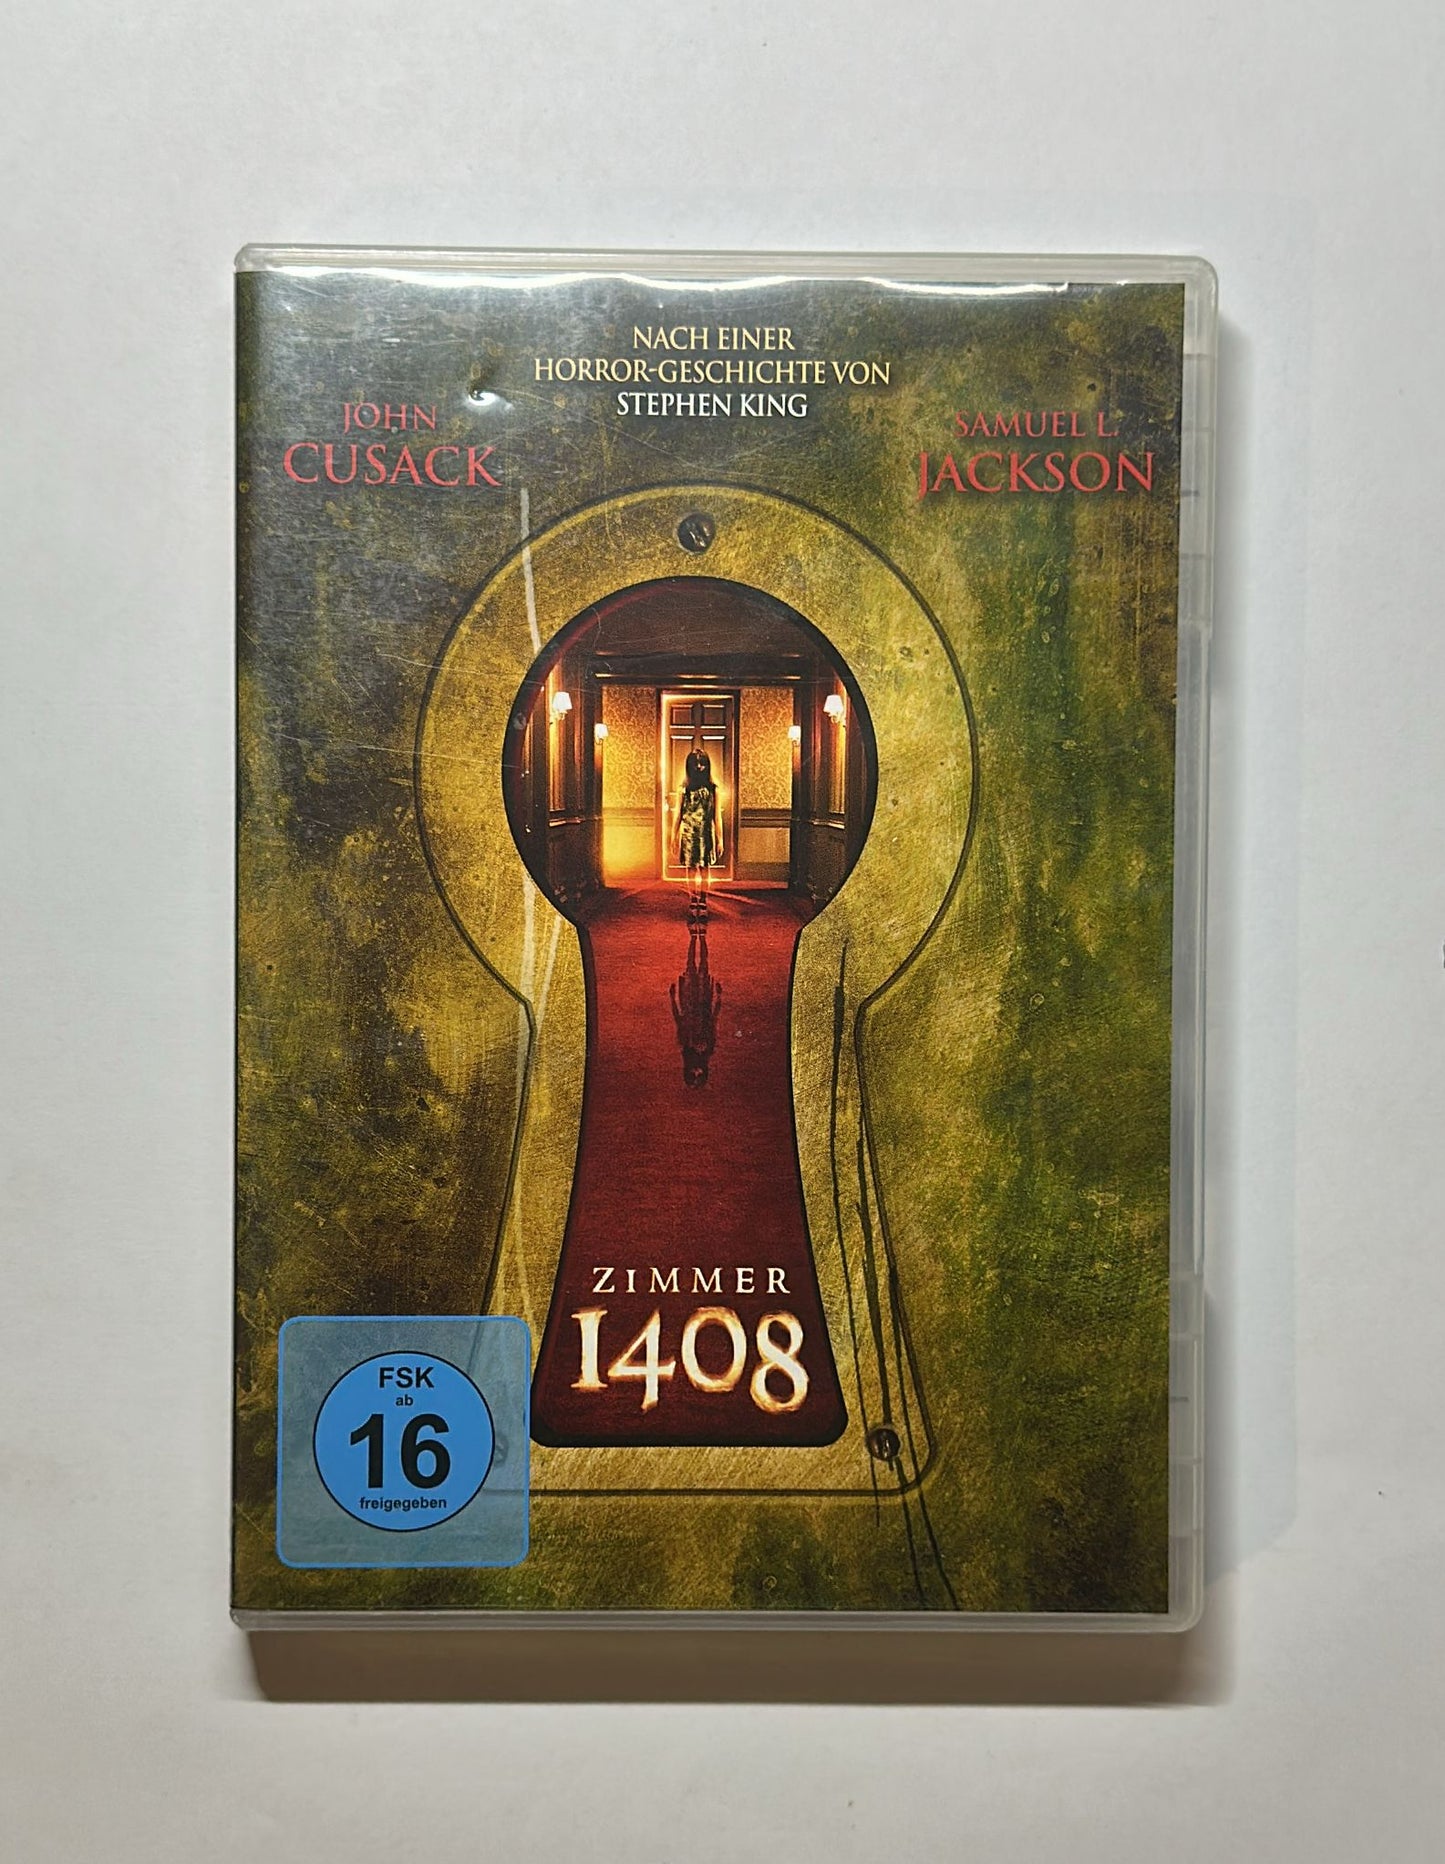 NACH EINER
HORROR-GESCHICHTE VON
STEPHEN KING
JOHN
CUSACK
SAMUEL L.
JACKSON
ZIMMER
1408
FSK
ab
16
freigegeben